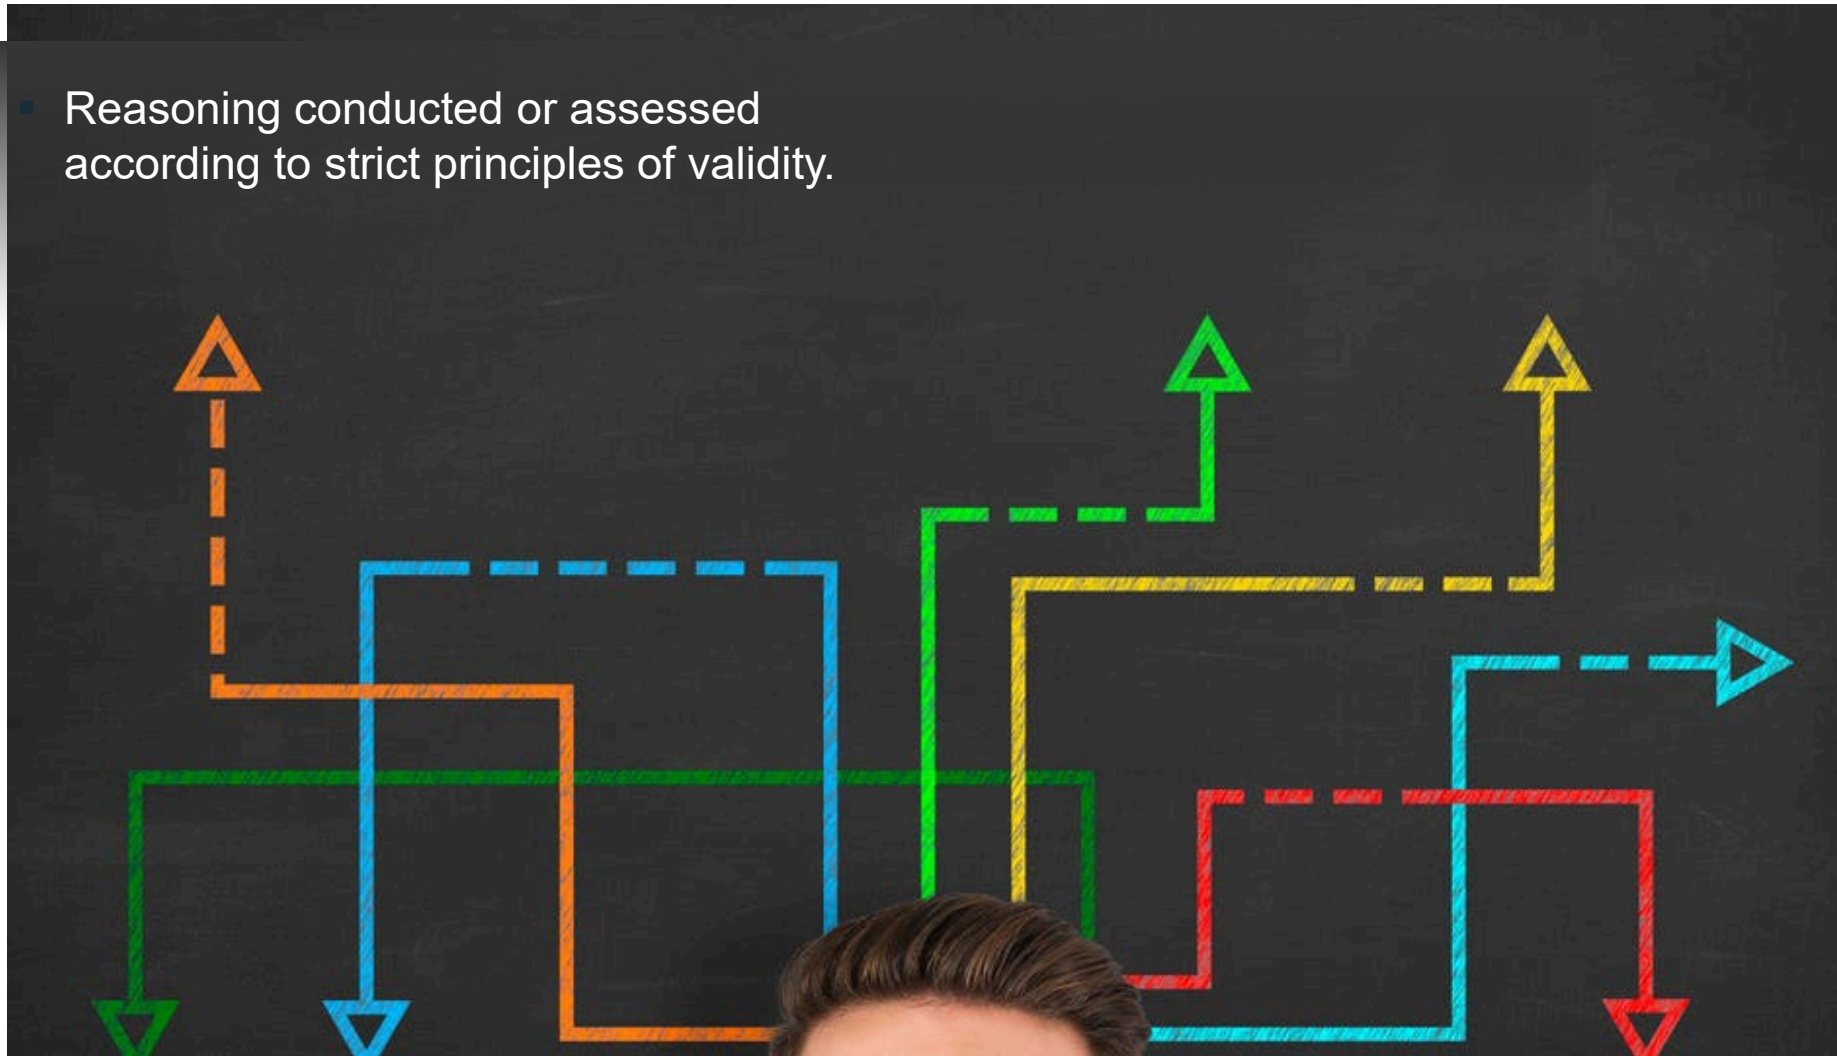 Reasoning conducted or assessed
according to strict principles of validity.